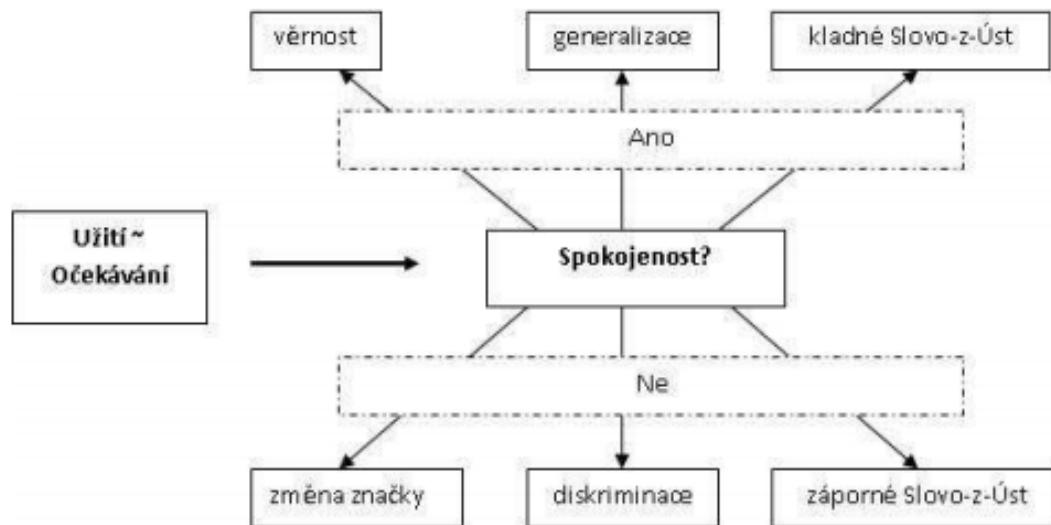 věrnost
generalizace
kladné Slovo-z-Úst
Ano
Užití ~
Očekávání
Spokojenost?
Ne
změna značky
diskriminace
záporné Slovo-z-Úst